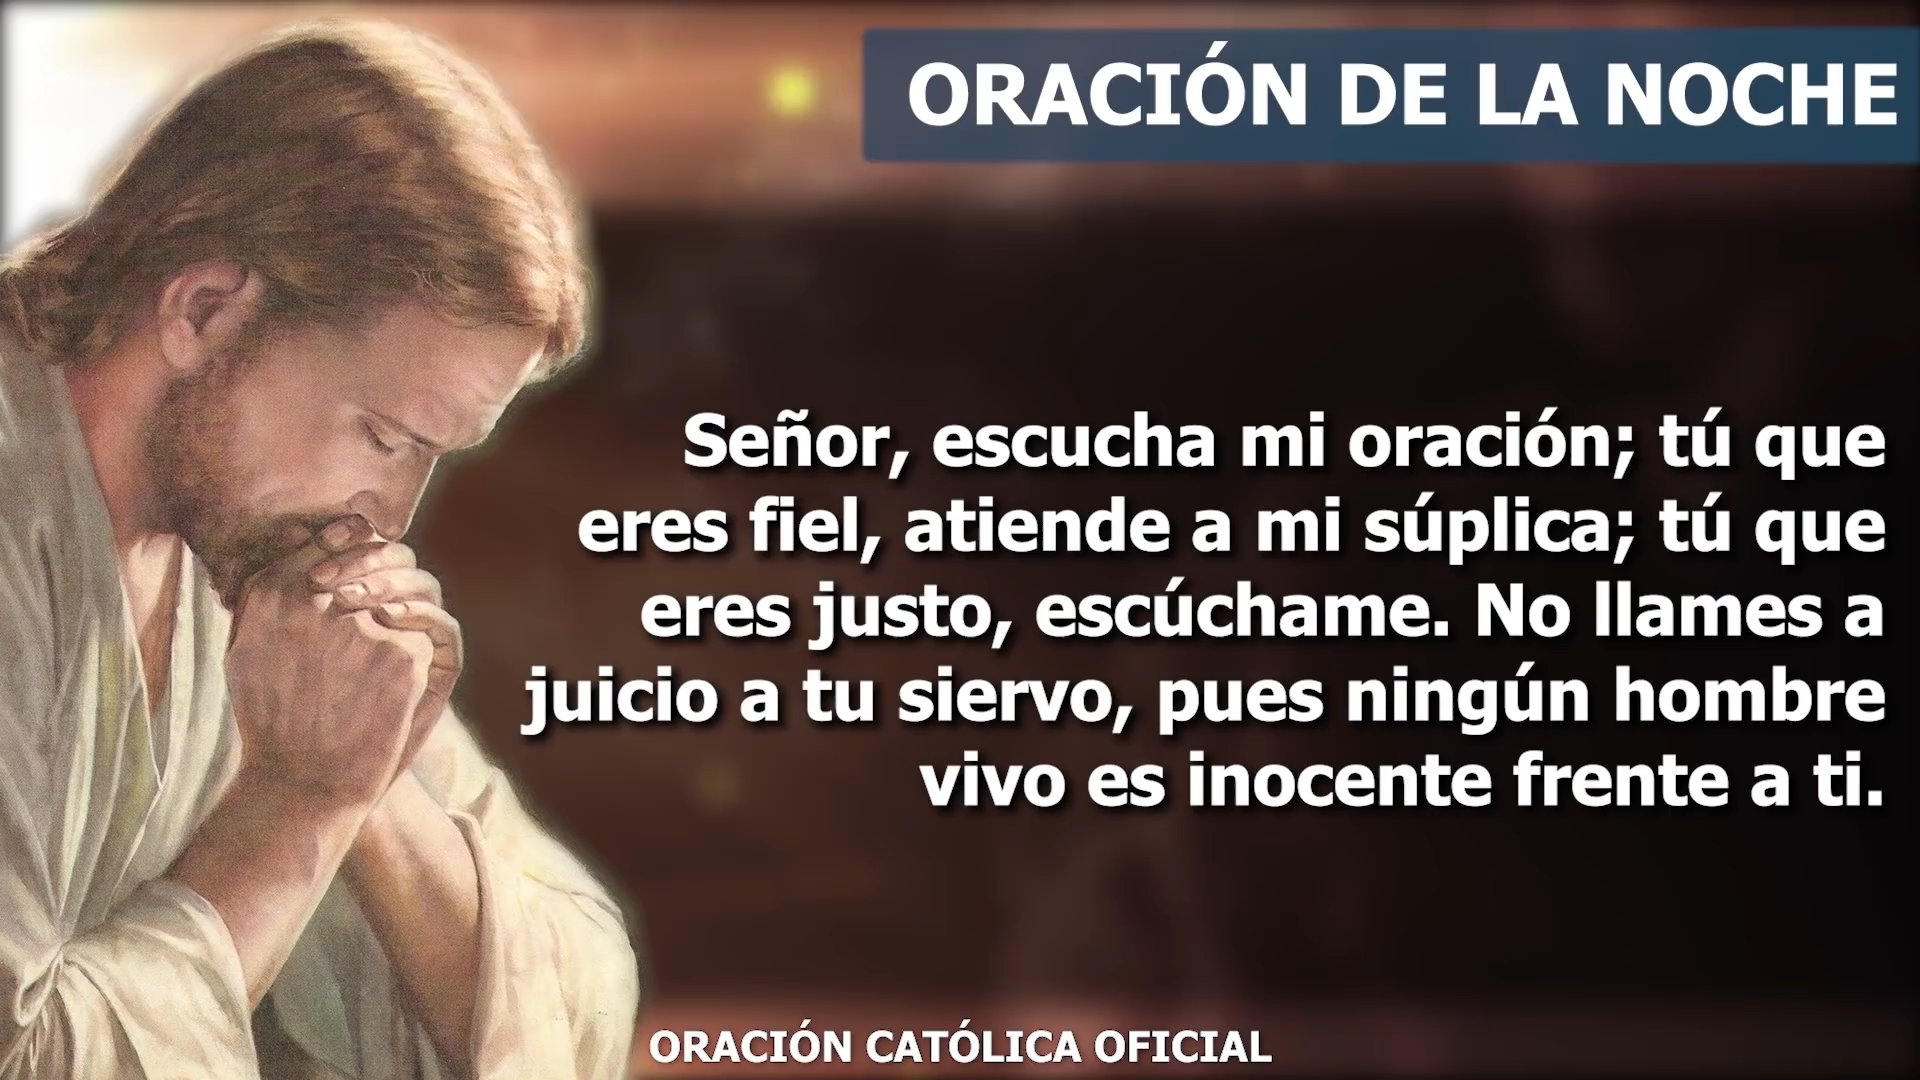 ORACIÓN DE LA NOCHE
Señor, escucha mi oración; tú que
eres fiel, atiende a mi súplica; tú que
eres justo, escúchame. No llames a
juicio a tu siervo, pues ningún hombre
vivo es inocente frente a ti.
ORACIÓN CATÓLICA OFICIAL